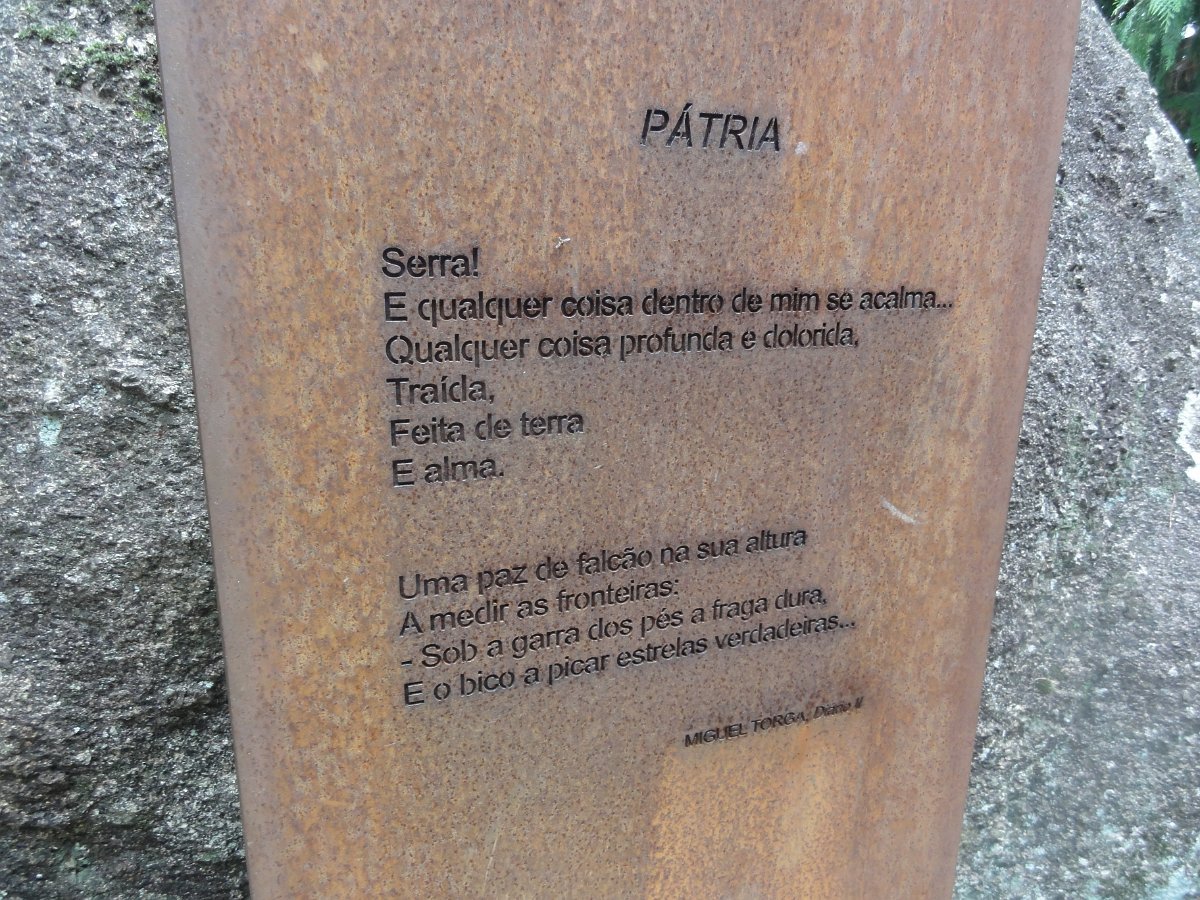 PÁTRIA
Serra!
E qualquer coisa dentro de mim se acalma...
Qualquer coisa profunda e dolorida,
Traída,
Feita de terra
E alma.
Uma paz de falcão na sua altura
A medir as fronteiras:
- Sob a garra dos pés a fraga dura,
E o bico a picar estrelas verdadeiras...
MIGUEL TORGA, Diário II